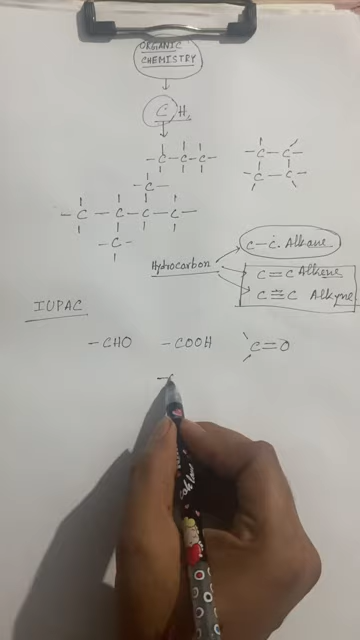 ORGANIC
CHEMISTRY
C H,
C-C-C-
-C-
C-C-
C-C-
-C-C-C-C-
-C-
C-C. Alkane
Hydrocarbon
C=C Alkene
C≡C Alkyne
IUPAC
-CHO -COOH C=O